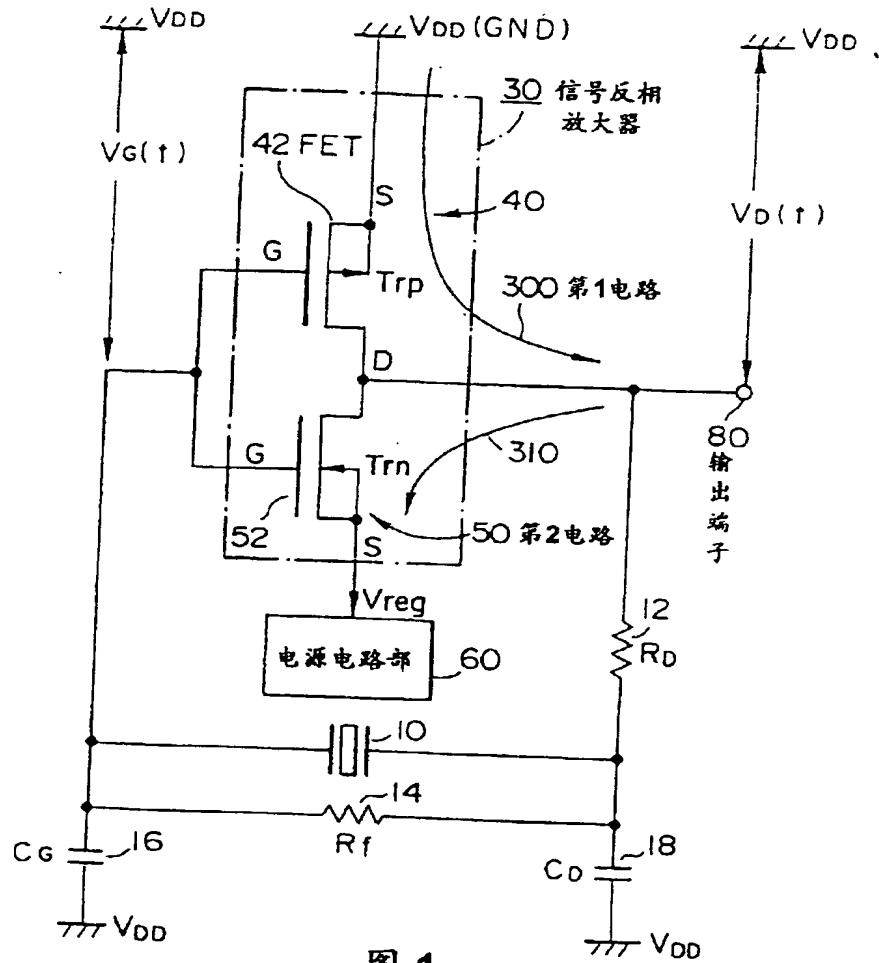 VDD
VDD (GND)
VDD
30 信号反相
放大器
42 FET
VG(t)
S
40
VD(t)
G
Trp
300 第1电路
D
80
输出端子
G
Trn
310
52
S
50 第2电路
Vreg
12
RD
电源电路部
60
10
14
Rf
CG
16
CD
18
VDD
VDD